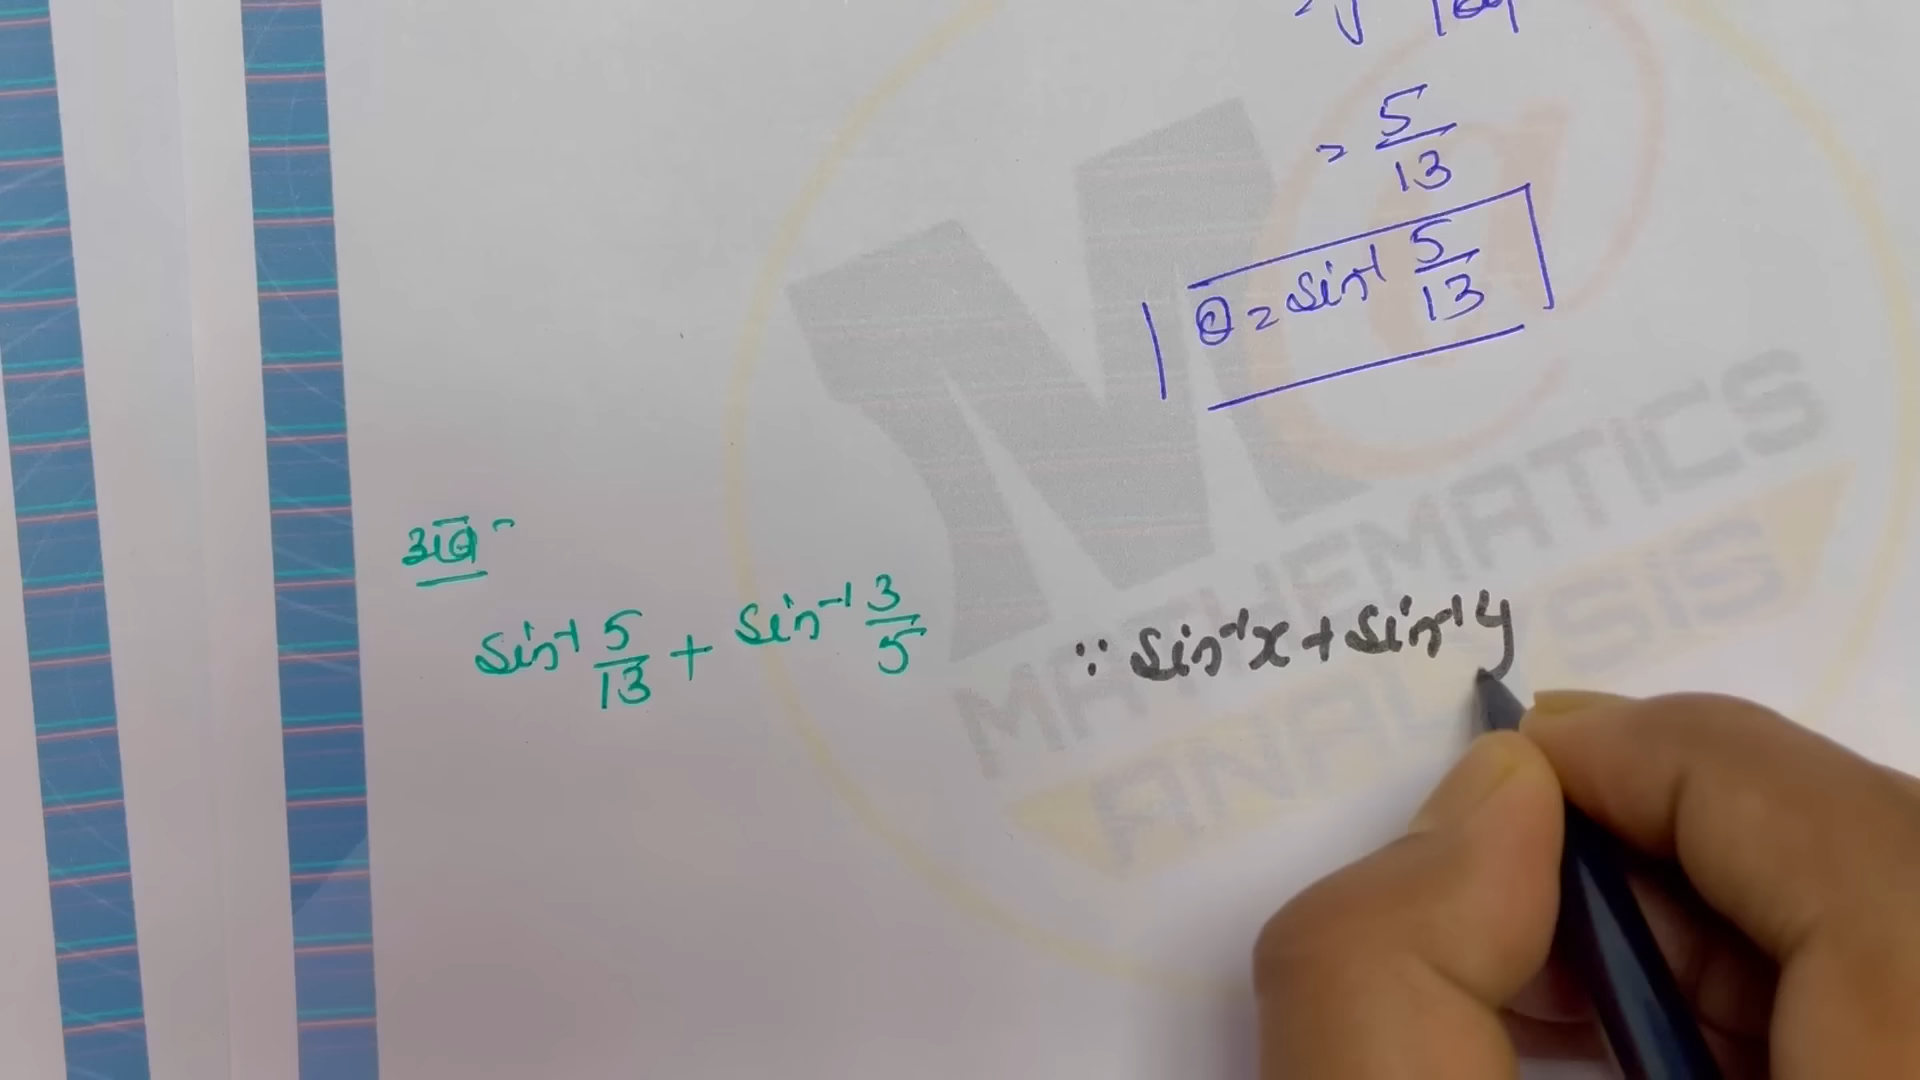 = 5/13
θ = sin⁻¹ 5/13
अब
sin⁻¹ 5/13 + sin⁻¹ 3/5
∵ sin⁻¹x + sin⁻¹y
M@
MATHEMATICS
ANALYSIS